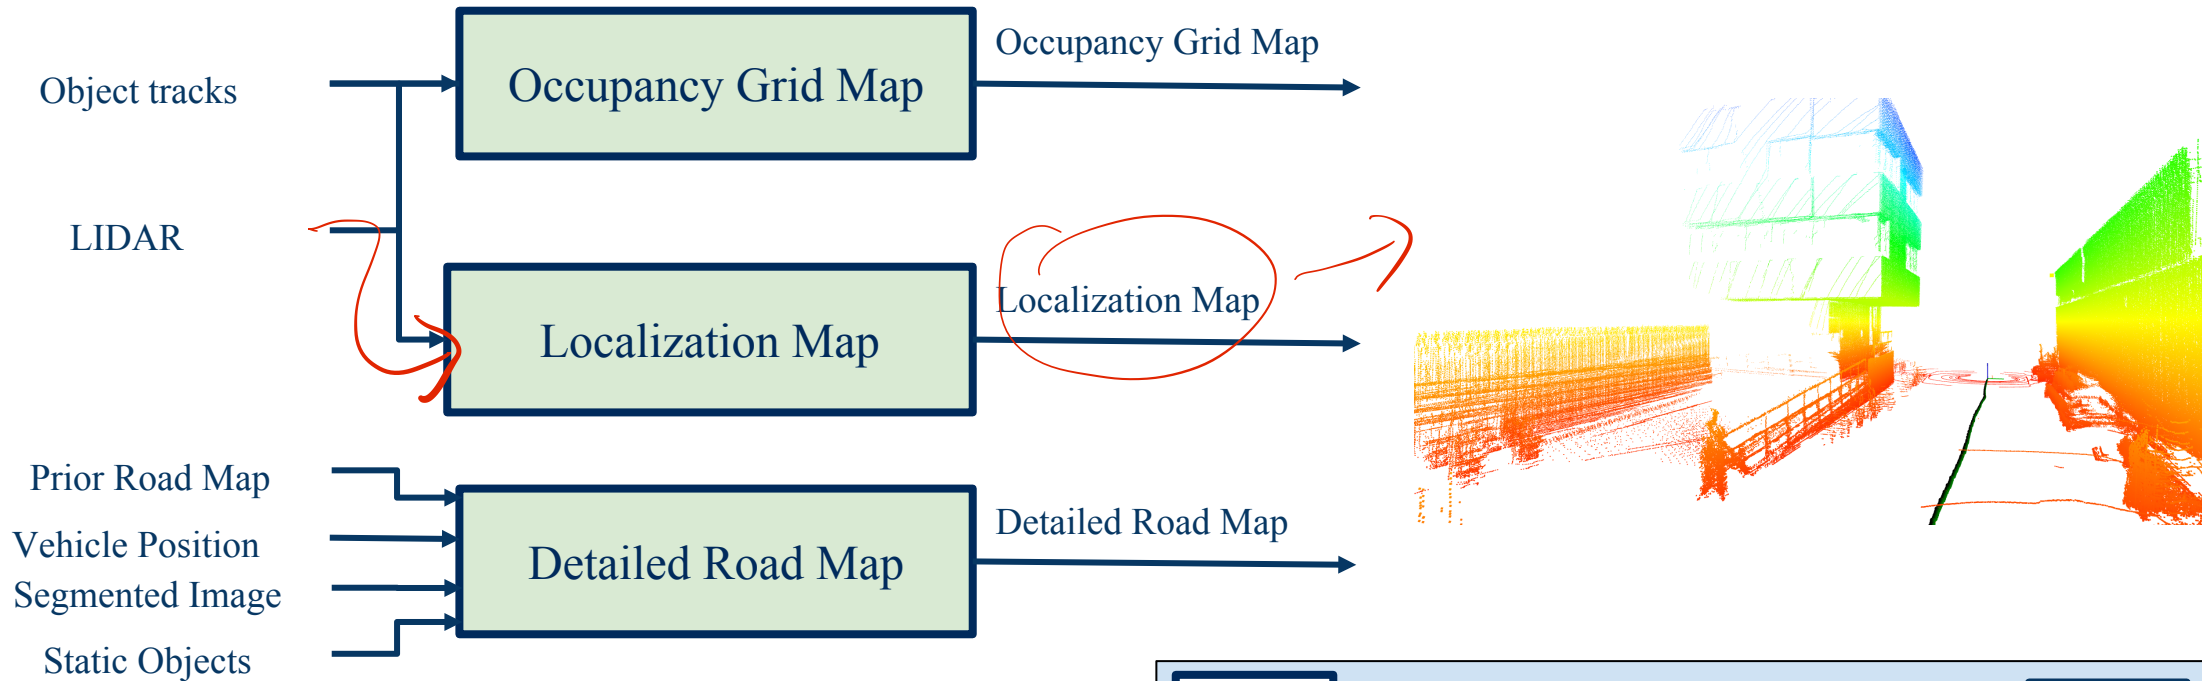 Object tracks
Occupancy Grid Map
Occupancy Grid Map
LIDAR
Localization Map
Localization Map
Prior Road Map
Vehicle Position
Segmented Image
Static Objects
Detailed Road Map
Detailed Road Map